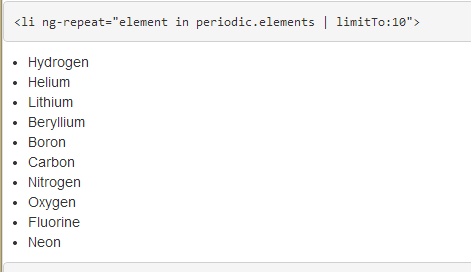 <li ng-repeat="element in periodic.elements | limitTo:10">
Hydrogen
Helium
Lithium
Beryllium
Boron
Carbon
Nitrogen
Oxygen
Fluorine
Neon